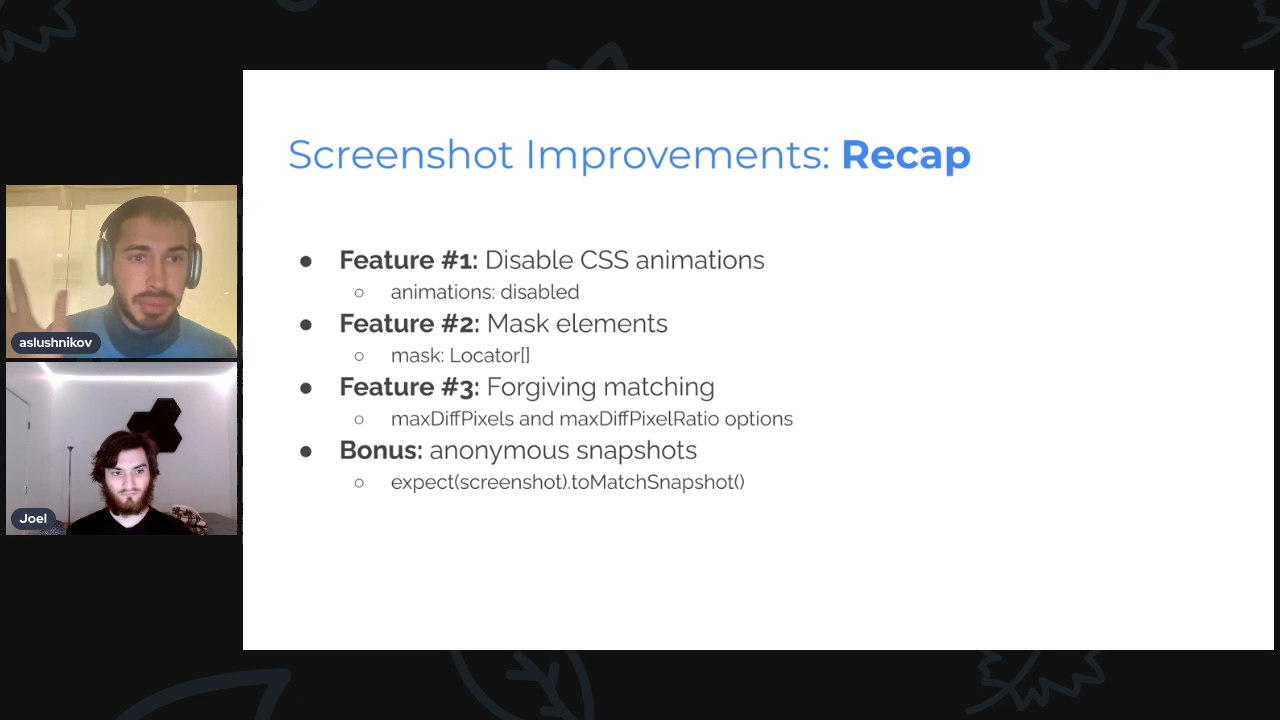 Screenshot Improvements: Recap
● Feature #1: Disable CSS animations
○ animations: disabled
● Feature #2: Mask elements
○ mask: Locator[]
● Feature #3: Forgiving matching
○ maxDiffPixels and maxDiffPixelRatio options
● Bonus: anonymous snapshots
○ expect(screenshot).toMatchSnapshot()
aslushnikov
Joel